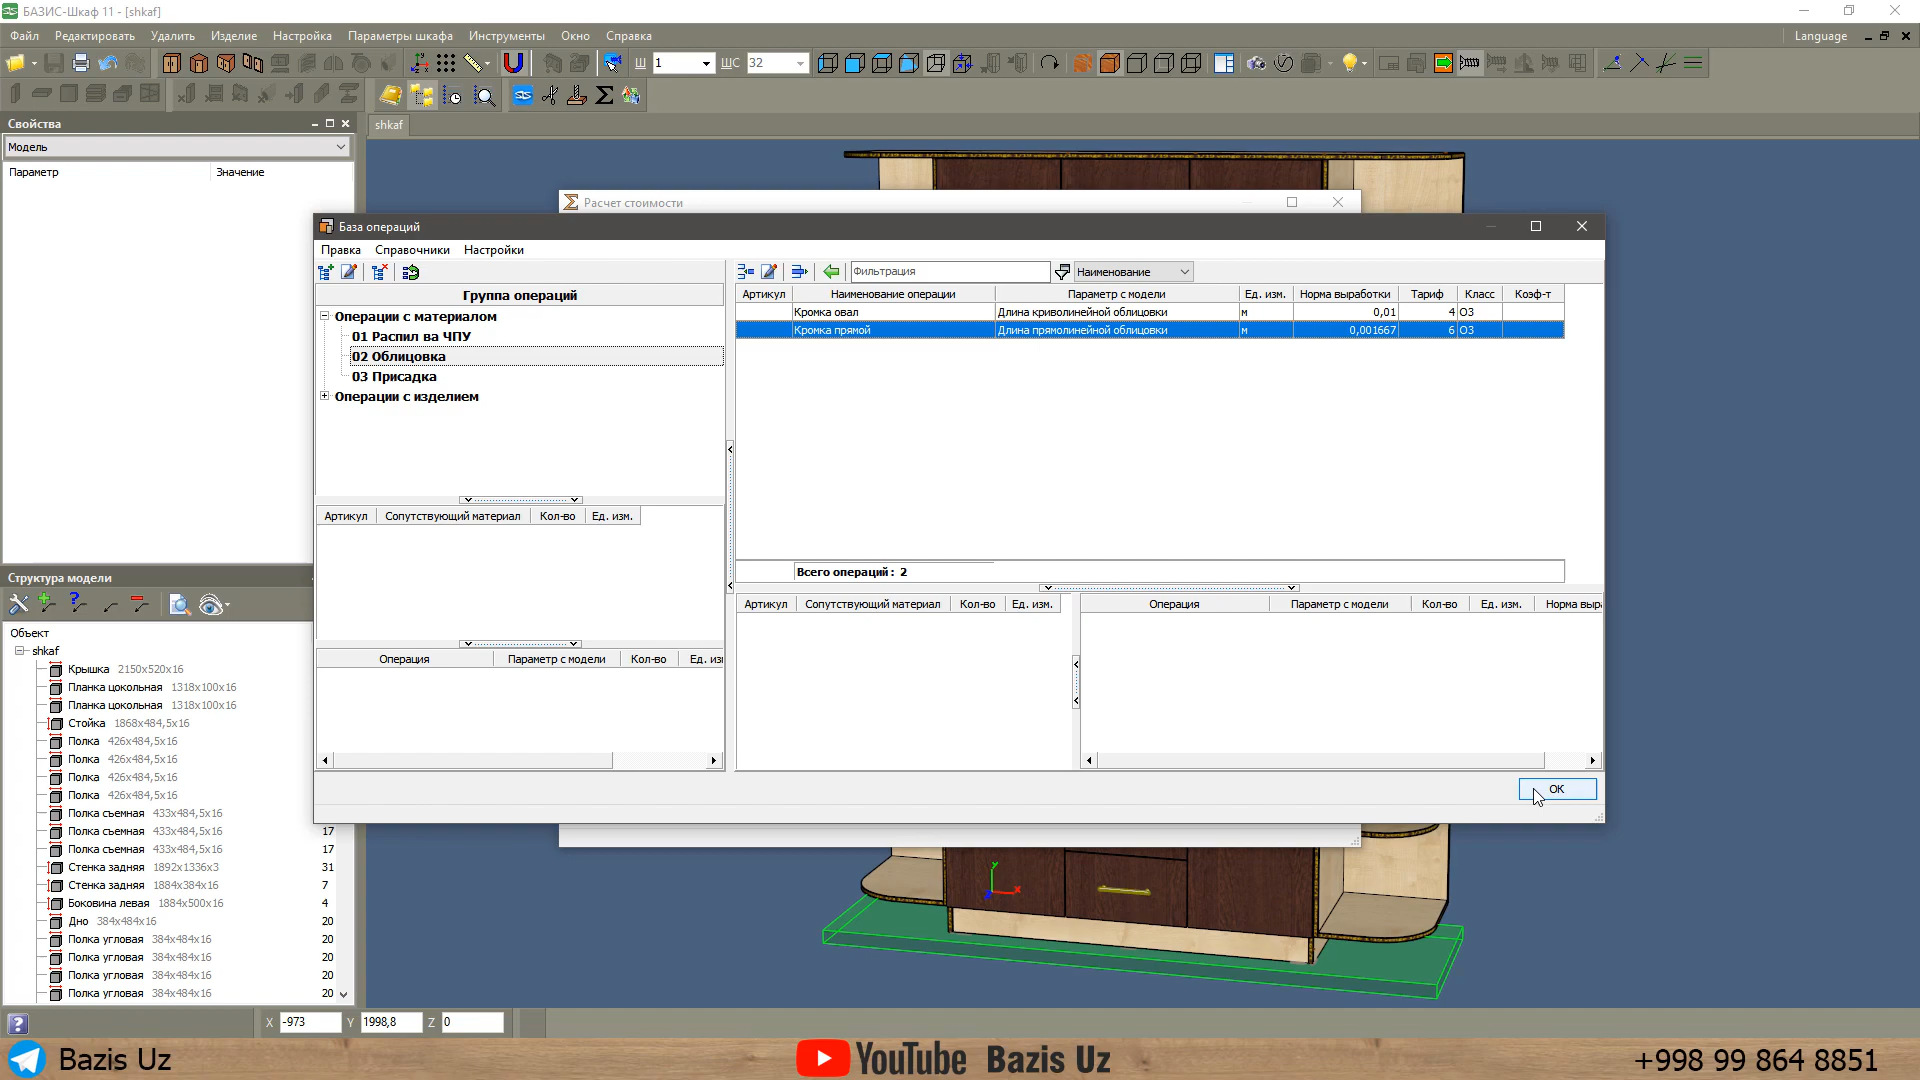 БАЗИС-Шкаф 11 - [shkaf]
Файл Редактировать Удалить Изделие Настройка Параметры шкафа Инструменты Окно Справка Language
Ш 1 ШС 32
Свойства
shkaf
Модель
Параметр Значение
Расчет стоимости
База операций
Правка Справочники Настройки
Фильтрация Наименование
Группа операций
Операции с материалом
01 Распил ва ЧПУ
02 Облицовка
03 Присадка
Операции с изделием
Артикул Наименование операции Параметр с модели Ед. изм. Норма выработки Тариф Класс Коэф-т
Кромка овал Длина криволинейной облицовки м 0,01 4 О3
Кромка прямой Длина прямолинейной облицовки м 0,001667 6 О3
Всего операций: 2
Артикул Сопутствующий материал Кол-во Ед. изм.
Операция Параметр с модели Кол-во Ед. из
Артикул Сопутствующий материал Кол-во Ед. изм.
Операция Параметр с модели Кол-во Ед. изм. Норма выра
OK
Структура модели
Объект
shkaf
Крышка 2150x520x16
Планка цокольная 1318x100x16
Планка цокольная 1318x100x16
Стойка 1868x484,5x16
Полка 426x484,5x16
Полка 426x484,5x16
Полка 426x484,5x16
Полка 426x484,5x16
Полка съемная 433x484,5x16
Полка съемная 433x484,5x16 17
Полка съемная 433x484,5x16 17
Стенка задняя 1892x1336x3 31
Стенка задняя 1884x384x16 7
Боковина левая 1884x500x16 4
Дно 384x484x16 20
Полка угловая 384x484x16 20
Полка угловая 384x484x16 20
Полка угловая 384x484x16 20
Полка угловая 384x484x16 20
Y
X
X -973 Y 1998,8 Z 0
Bazis Uz YouTube Bazis Uz +998 99 864 8851